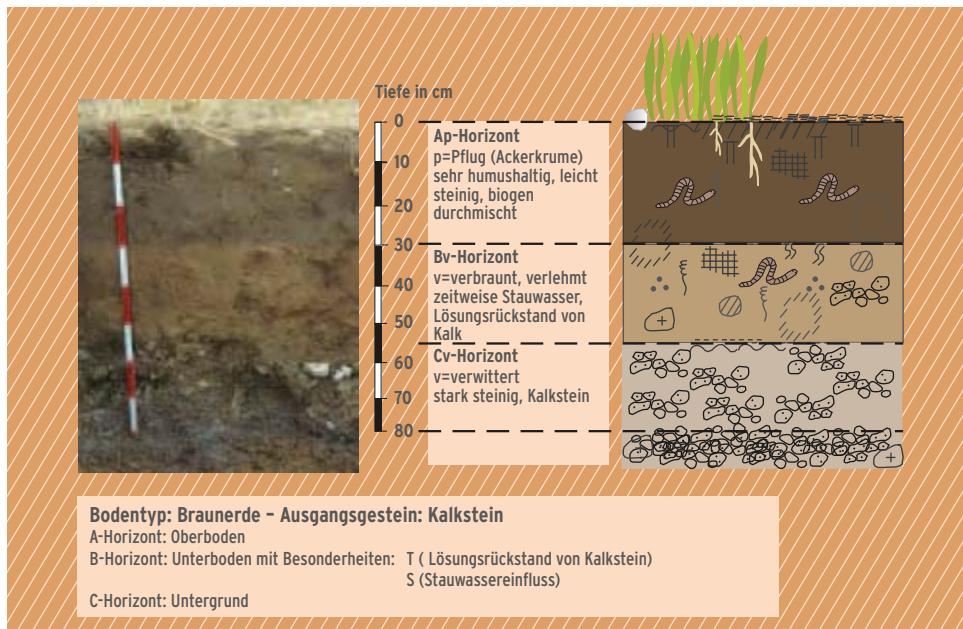 Tiefe in cm
0
10
20
30
40
50
60
70
80
Ap-Horizont
p=Pflug (Ackerkrume)
sehr humushaltig, leicht
steinig, biogen
durchmischt
Bv-Horizont
v=verbraunt, verlehmt
zeitweise Stauwasser,
Lösungsrückstand von
Kalk
Cv-Horizont
v=verwittert
stark steinig, Kalkstein
Bodentyp: Braunerde – Ausgangsgestein: Kalkstein
A-Horizont: Oberboden
B-Horizont: Unterboden mit Besonderheiten: T ( Lösungsrückstand von Kalkstein)
S (Stauwassereinfluss)
C-Horizont: Untergrund